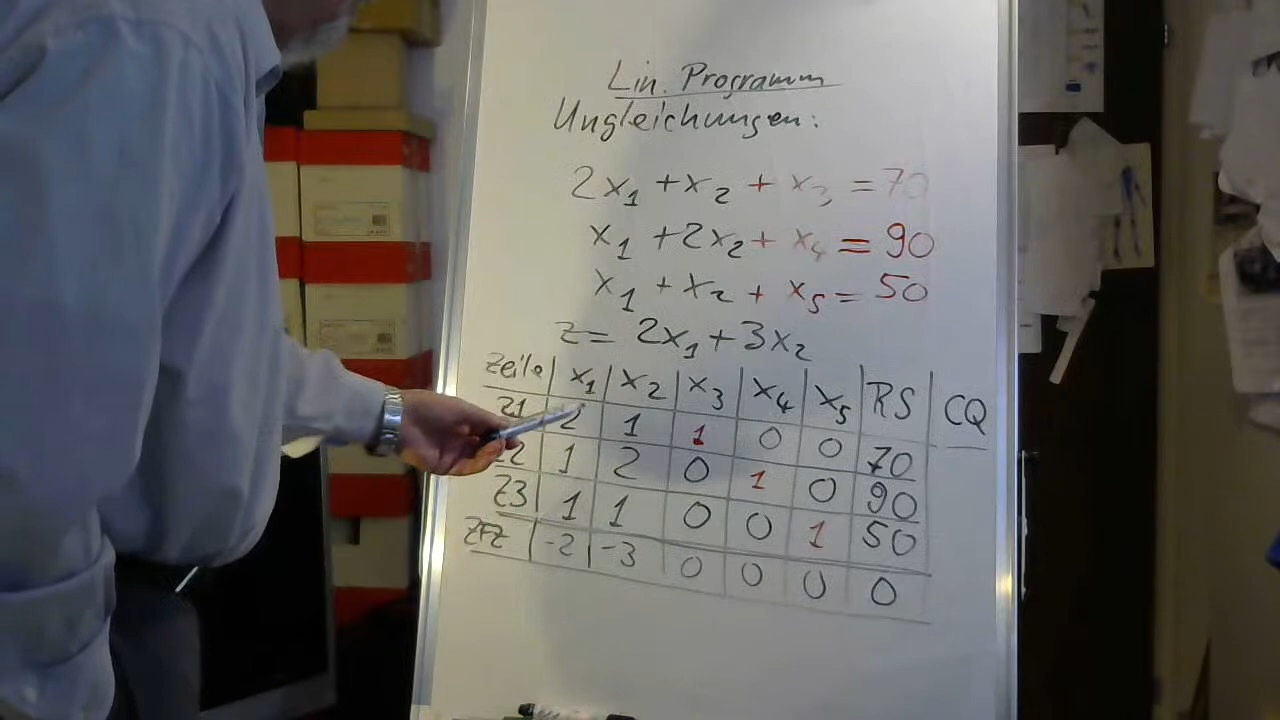 Lin. Programm
Ungleichungen:
2x₁ + x₂ + x₃ = 70
x₁ + 2x₂ + x₄ = 90
x₁ + x₂ + x₅ = 50
z = 2x₁ + 3x₂
Zeile x₁ x₂ x₃ x₄ x₅ RS CQ
Z1 2 1 1 0 0 70
Z2 1 2 0 1 0 90
Z3 1 1 0 0 1 50
ZFZ -2 -3 0 0 0 0